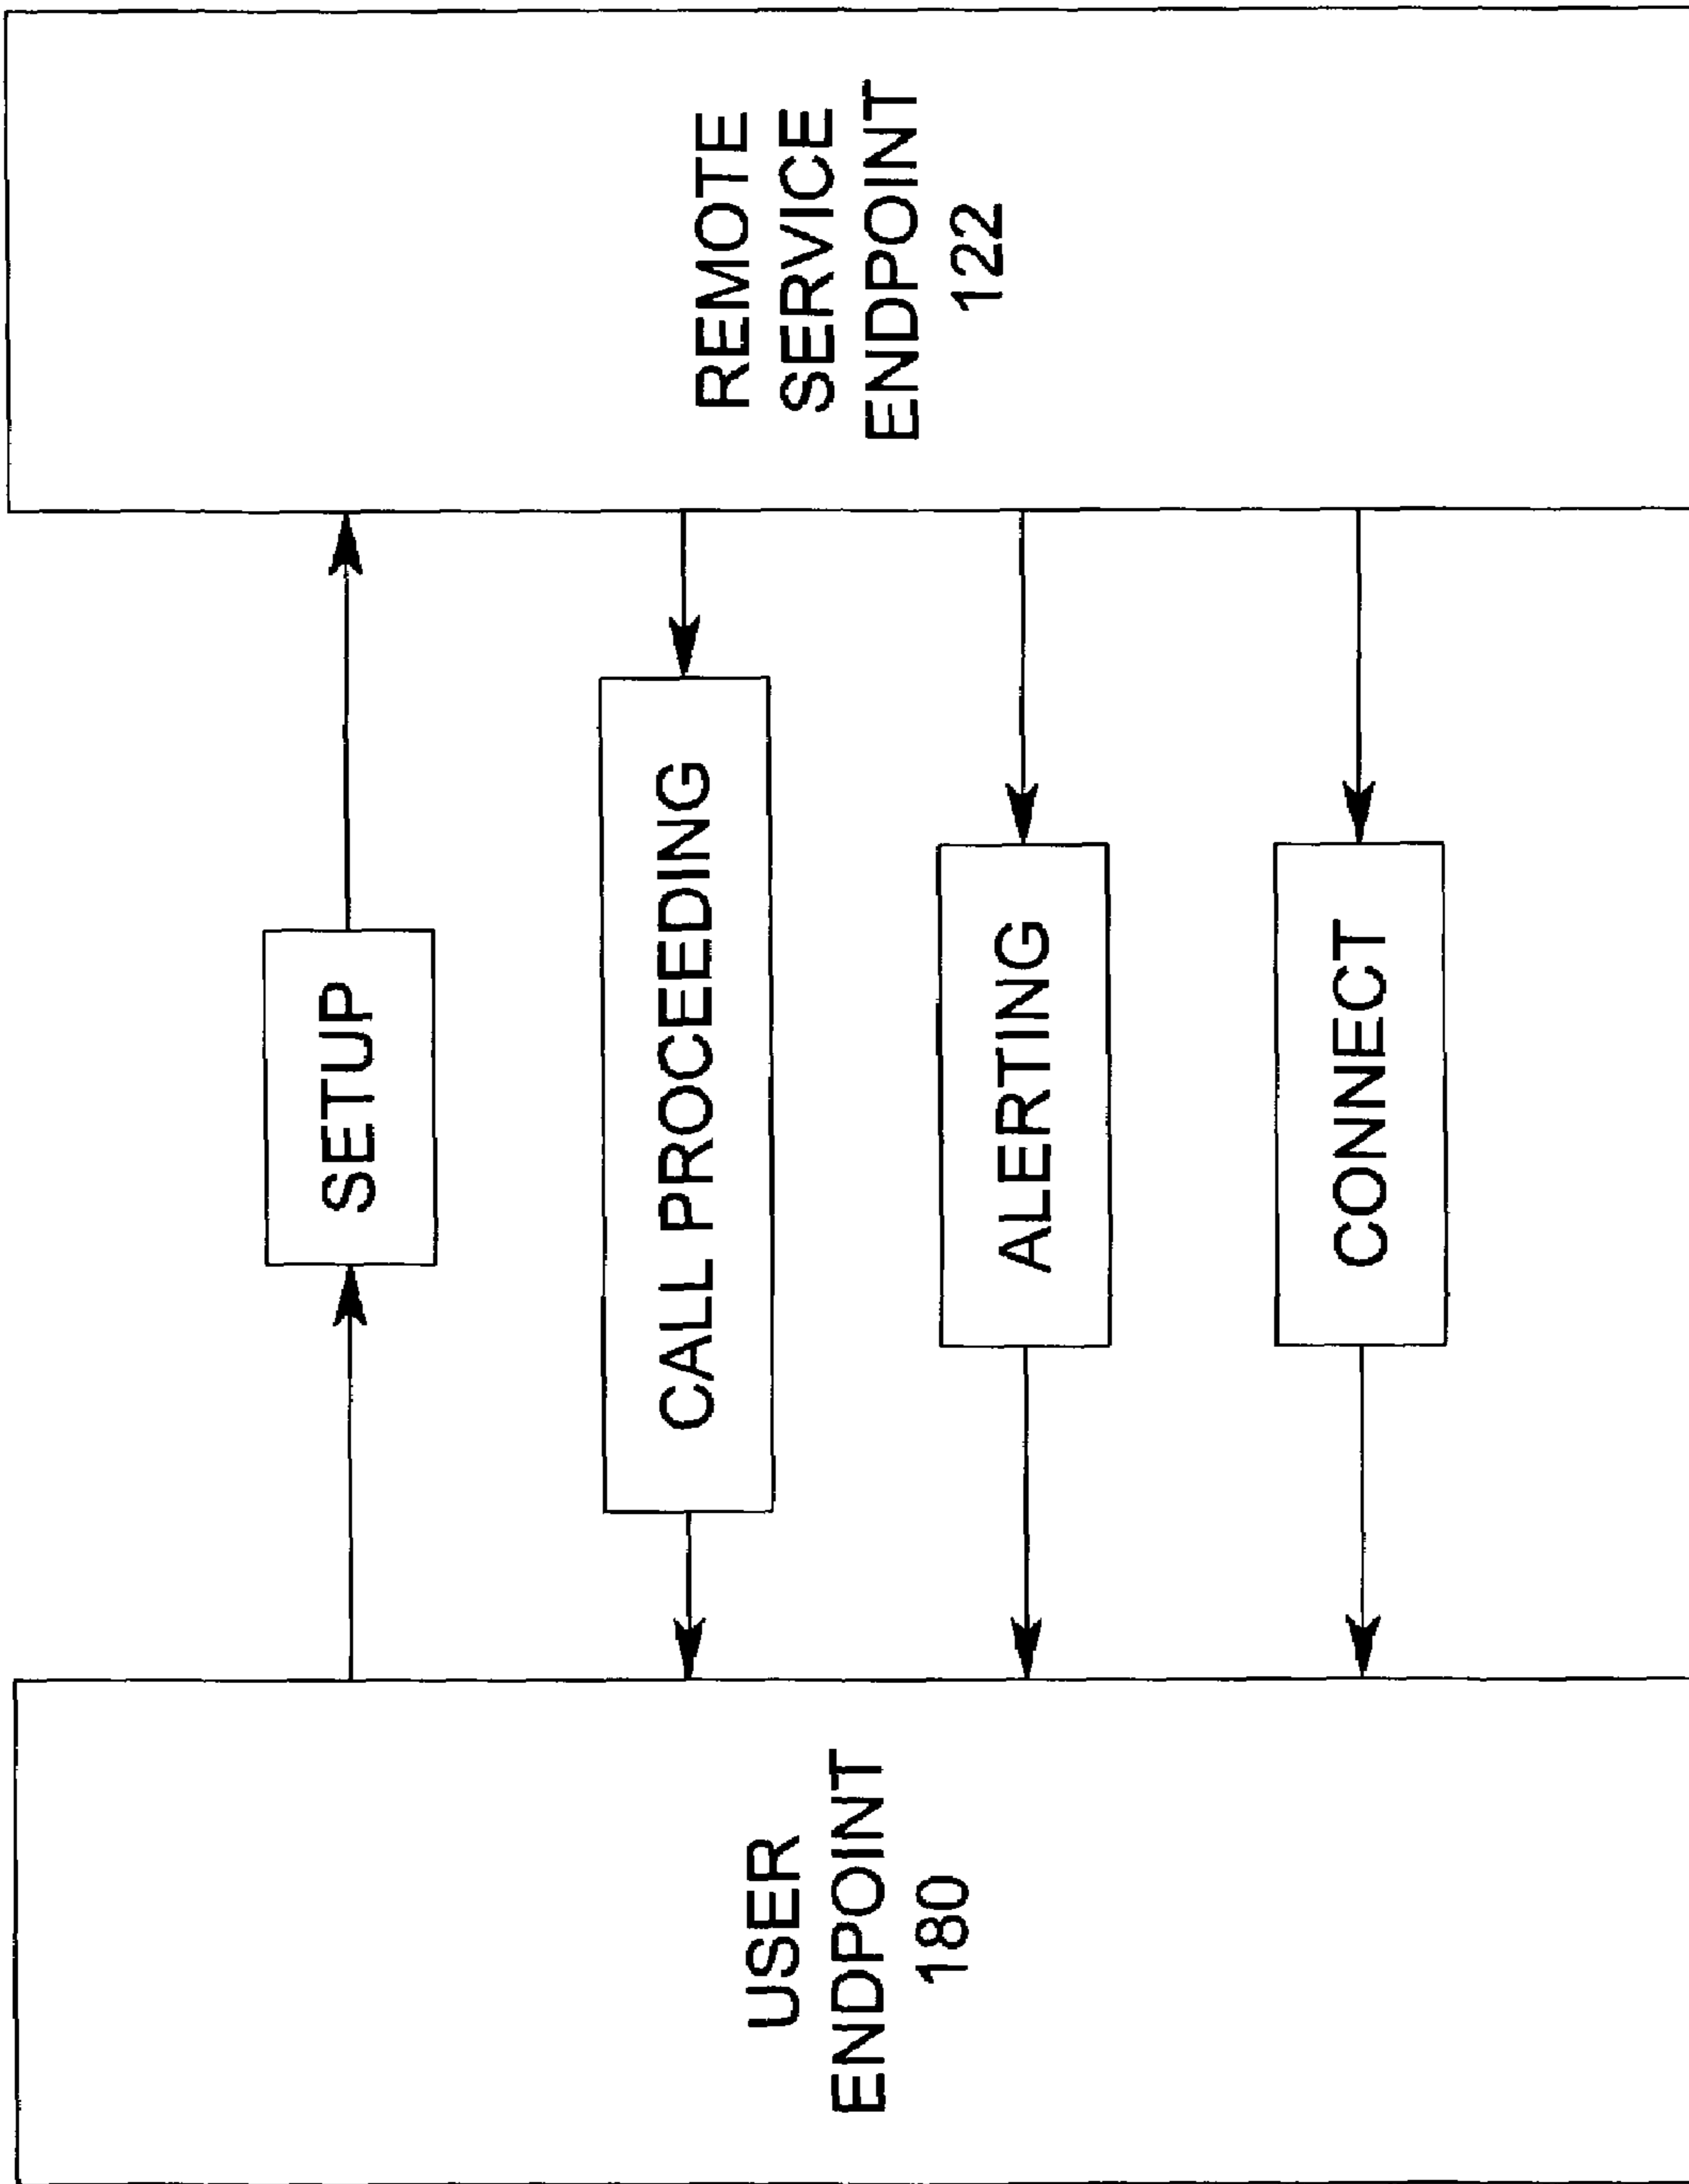 USER
ENDPOINT
180
SETUP
CALL PROCEEDING
ALERTING
CONNECT
REMOTE
SERVICE
ENDPOINT
122